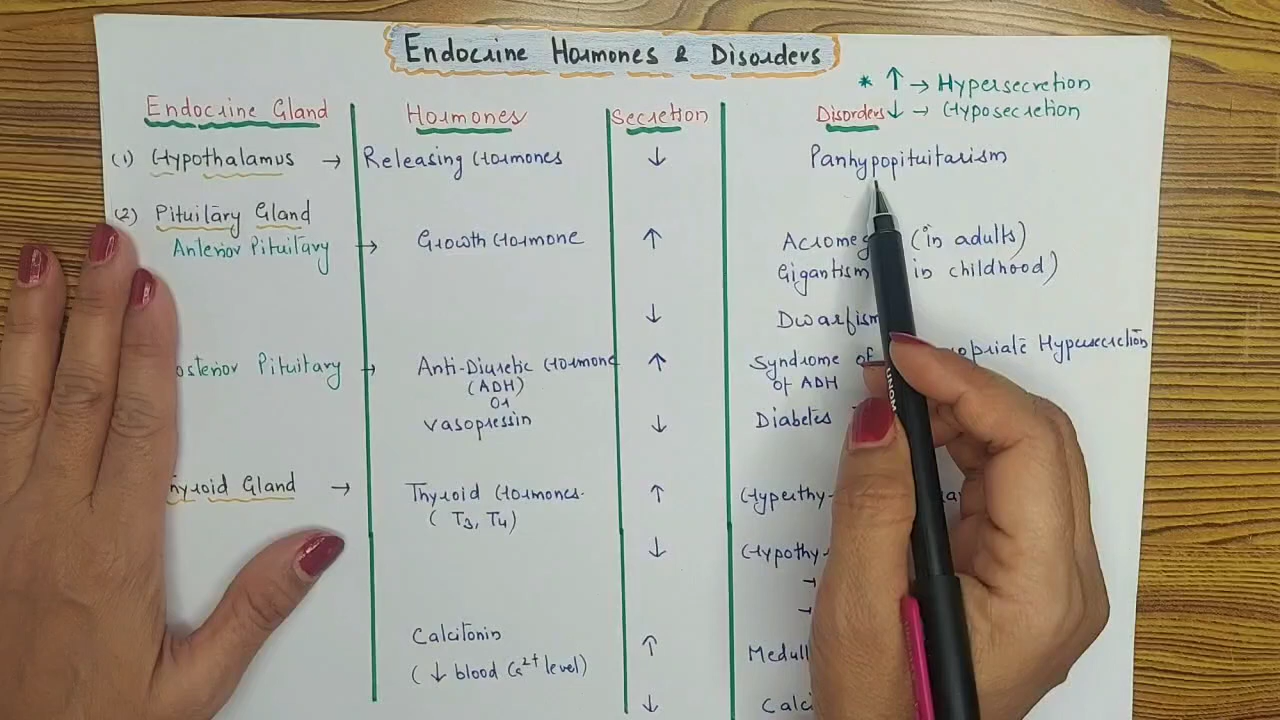 Endocrine Hormones & Disorders
* ↑ → Hypersecretion
↓ → Hyposecretion
Endocrine Gland Hormones Secretion Disorders
(1) Hypothalamus → Releasing Hormones ↓ Panhypopituitarism
(2) Pituitary Gland
Anterior Pituitary → Growth Hormone ↑ (in adults)
Gigantism in childhood)
↓ Dwarfism
Pituitary → Anti-Diuretic Hormone ↑ Syndrome of Hypersecretion
(ADH) of ADH
or
Vasopressin ↓ Diabetes
Gland → Thyroid Hormones ↑
(T3, T4)
↓
→
→
Calcitonin ↑
(↓ blood Ca2+ level)
↓
UNOM